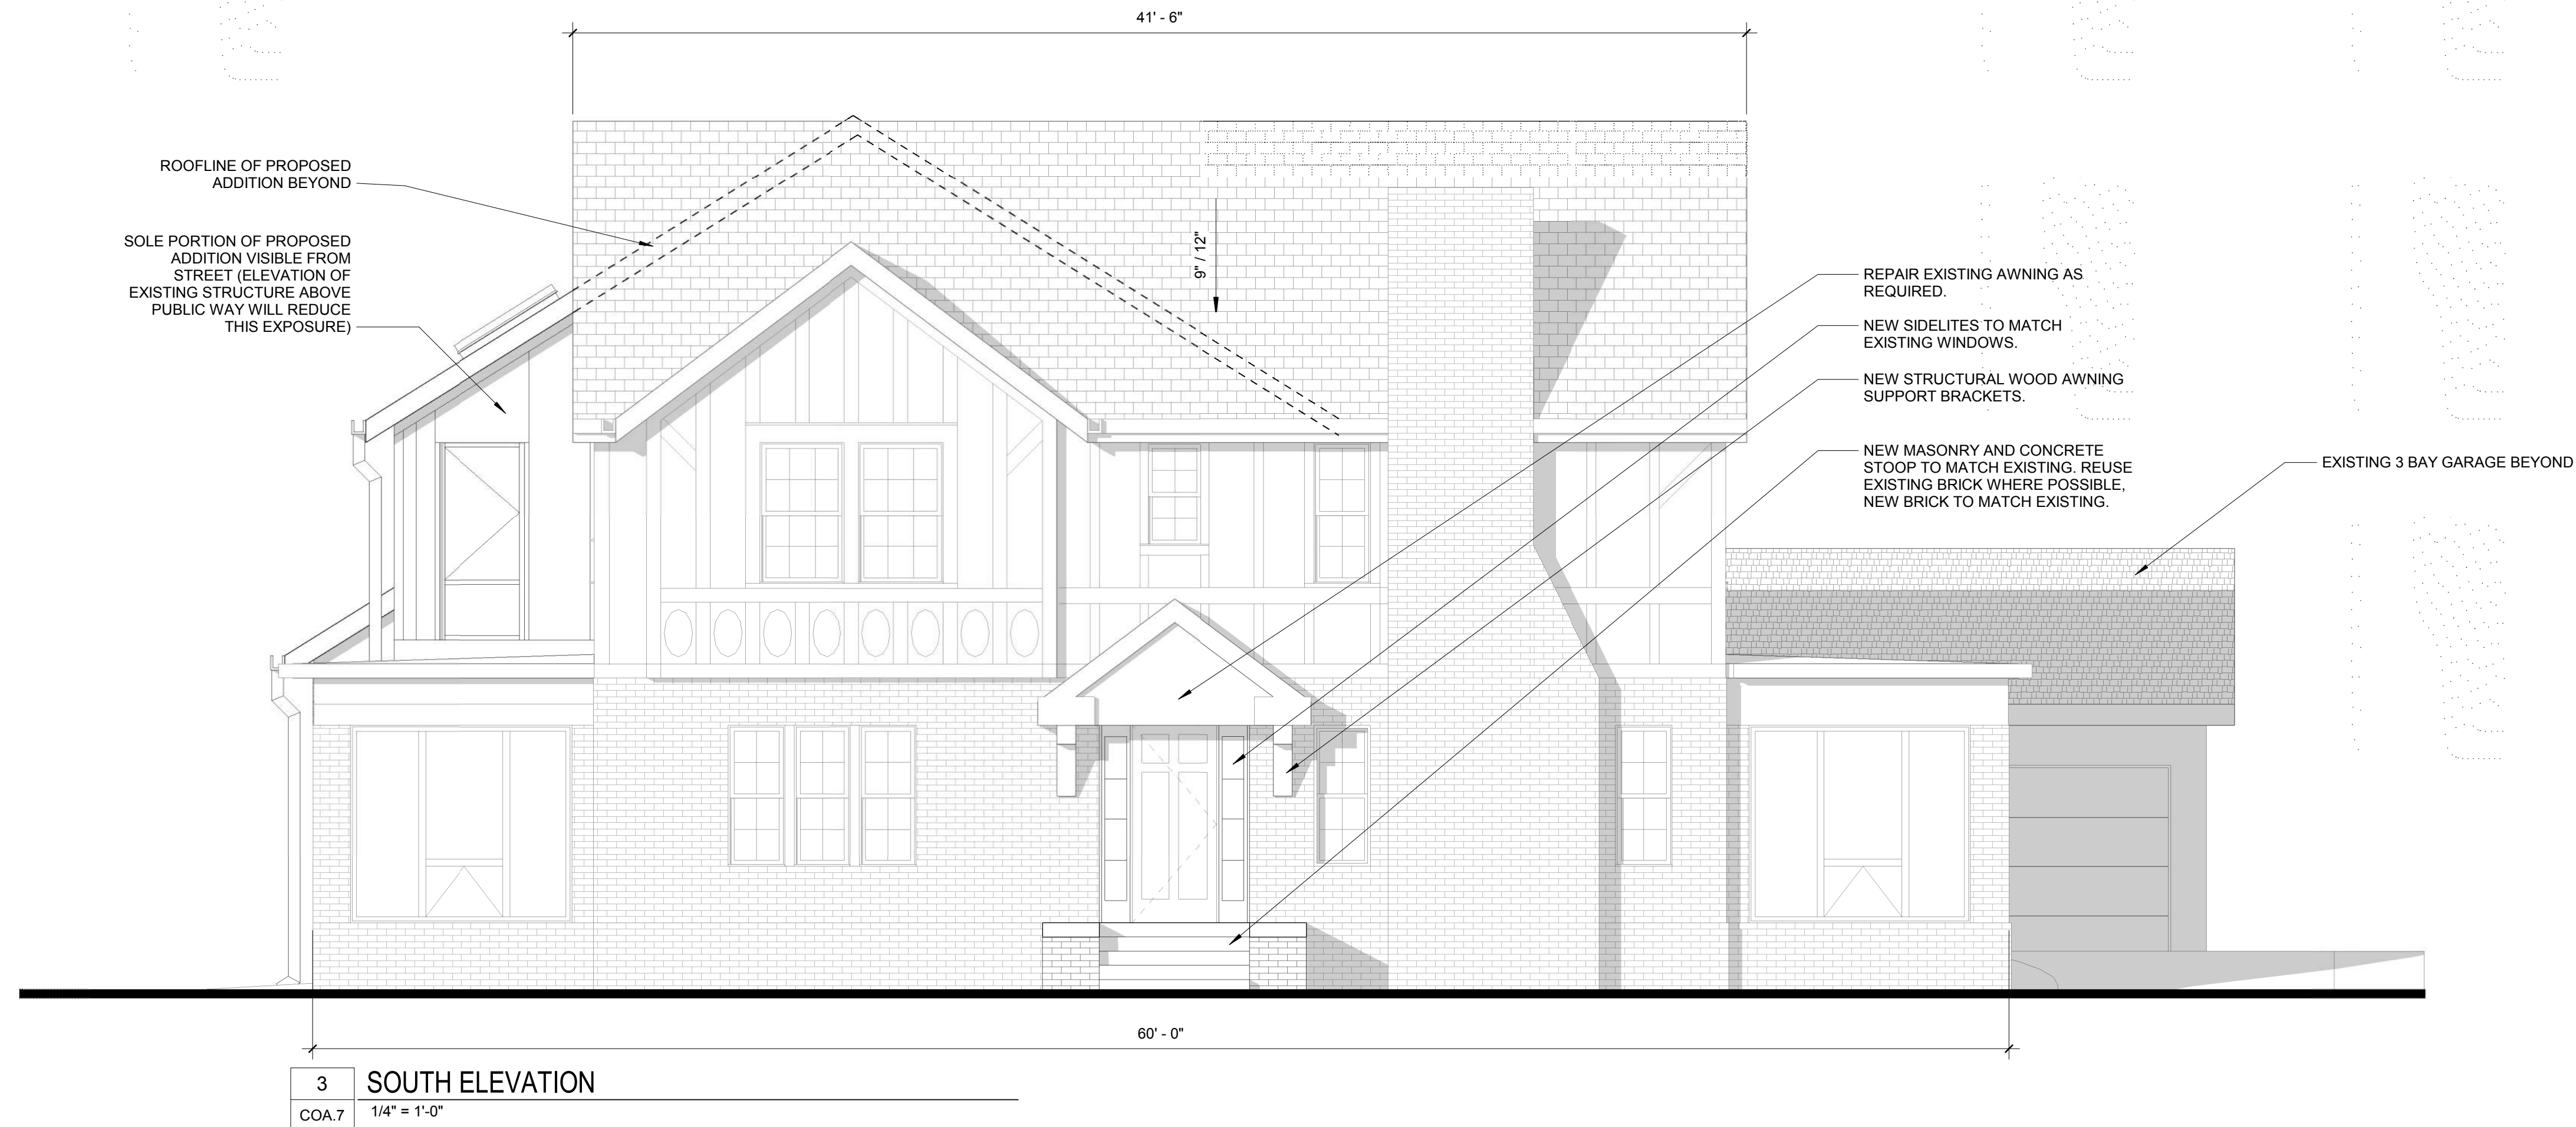 41' - 6"
ROOFLINE OF PROPOSED
ADDITION BEYOND
SOLE PORTION OF PROPOSED
ADDITION VISIBLE FROM
STREET (ELEVATION OF
EXISTING STRUCTURE ABOVE
PUBLIC WAY WILL REDUCE
THIS EXPOSURE)
9" / 12"
REPAIR EXISTING AWNING AS
REQUIRED.
NEW SIDELITES TO MATCH
EXISTING WINDOWS.
NEW STRUCTURAL WOOD AWNING
SUPPORT BRACKETS.
NEW MASONRY AND CONCRETE
STOOP TO MATCH EXISTING. REUSE
EXISTING BRICK WHERE POSSIBLE,
NEW BRICK TO MATCH EXISTING.
EXISTING 3 BAY GARAGE BEYOND
60' - 0"
3
SOUTH ELEVATION
COA.7
1/4" = 1'-0"